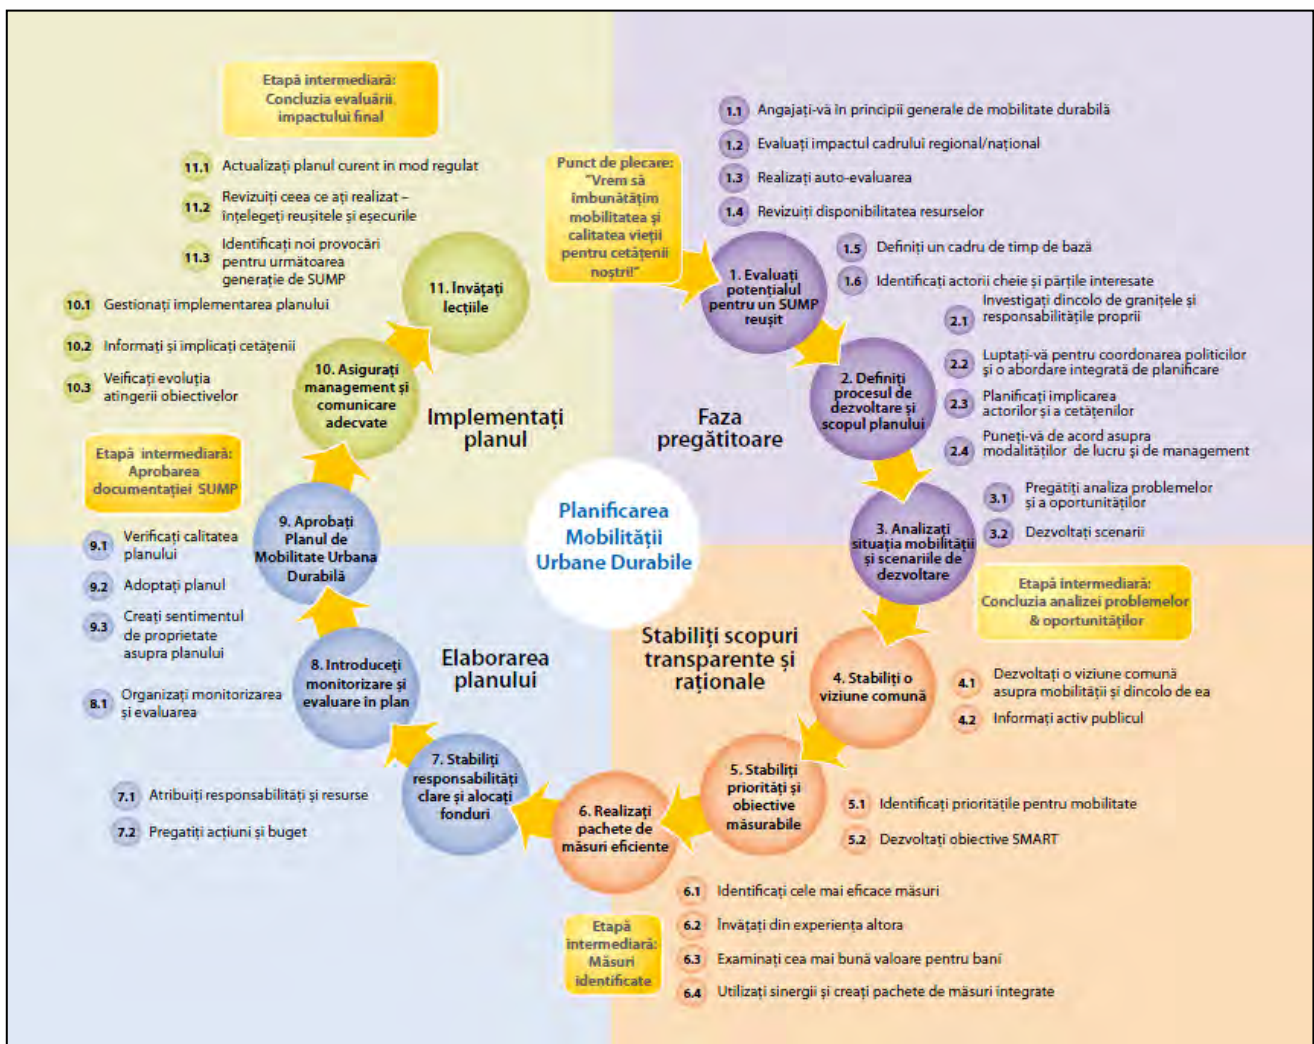 Etapă intermediară:
Concluzia evaluării
impactului final
11.1 Actualizați planul curent in mod regulat
11.2 Revizuiți ceea ce ați realizat –
înțelegeți reușitele și eșecurile
11.3 Identificați noi provocări
pentru următoarea
generație de SUMP
10.1 Gestionați implementarea planului
10.2 Informați și implicați cetățenii
10.3 Veificați evoluția
atingerii obiectivelor
Punct de plecare:
"Vrem să
îmbunătățim
mobilitatea și
calitatea vieții
pentru cetățenii
noștri!"
1.1 Angajați-vă în principii generale de mobilitate durabilă
1.2 Evaluați impactul cadrului regional/național
1.3 Realizați auto-evaluarea
1.4 Revizuiți disponibilitatea resurselor
1.5 Definiți un cadru de timp de bază
1.6 Identificați actorii cheie și părțile interesate
1. Evaluați
potențialul
pentru un SUMP
reușit
2.1 Investigați dincolo de granițele și
responsabilitățile proprii
2.2 Luptați-vă pentru coordonarea politicilor
și o abordare integrată de planificare
2.3 Planificați implicarea
actorilor și a cetățenilor
2.4 Puneți-vă de acord asupra
modalităților de lucru și de management
2. Definiți
procesul de
dezvoltare și
scopul planului
Faza
pregătitoare
3.1 Pregătiți analiza problemelor
și a oportunităților
3.2 Dezvoltați scenarii
3. Analizați
situația mobilității
și scenariile de
dezvoltare
Etapă intermediară:
Concluzia analizei problemelor
& oportunităților
11. Invățați
lecțiile
10. Asigurați
management și
comunicare
adecvate
Implementați
planul
Etapă intermediară:
Aprobarea
documentației SUMP
9. Aprobați
Planul de
Mobilitate Urbana
Durabilă
Planificarea
Mobilității
Urbane Durabile
9.1 Verificați calitatea
planului
9.2 Adoptați planul
9.3 Creați sentimentul
de proprietate
asupra planului
8.1 Organizați monitorizarea
și evaluarea
8. Introduceți
monitorizare și
evaluare în plan
Elaborarea
planului
Stabiliți scopuri
transparente și
raționale
4. Stabiliți o
viziune comună
4.1 Dezvoltați o viziune comună
asupra mobilității și dincolo de ea
4.2 Informați activ publicul
7. Stabiliți
responsabilități
clare și alocați
fonduri
7.1 Atribuiți responsabilități și resurse
7.2 Pregatiți acțiuni și buget
6. Realizați
pachete de
măsuri eficiente
5. Stabiliți
priorități și
obiective
măsurabile
5.1 Identificați prioritățile pentru mobilitate
5.2 Dezvoltați obiective SMART
Etapă
intermediară:
Măsuri
identificate
6.1 Identificați cele mai eficace măsuri
6.2 Învățați din experiența altora
6.3 Examinați cea mai bună valoare pentru bani
6.4 Utilizați sinergii și creați pachete de măsuri integrate